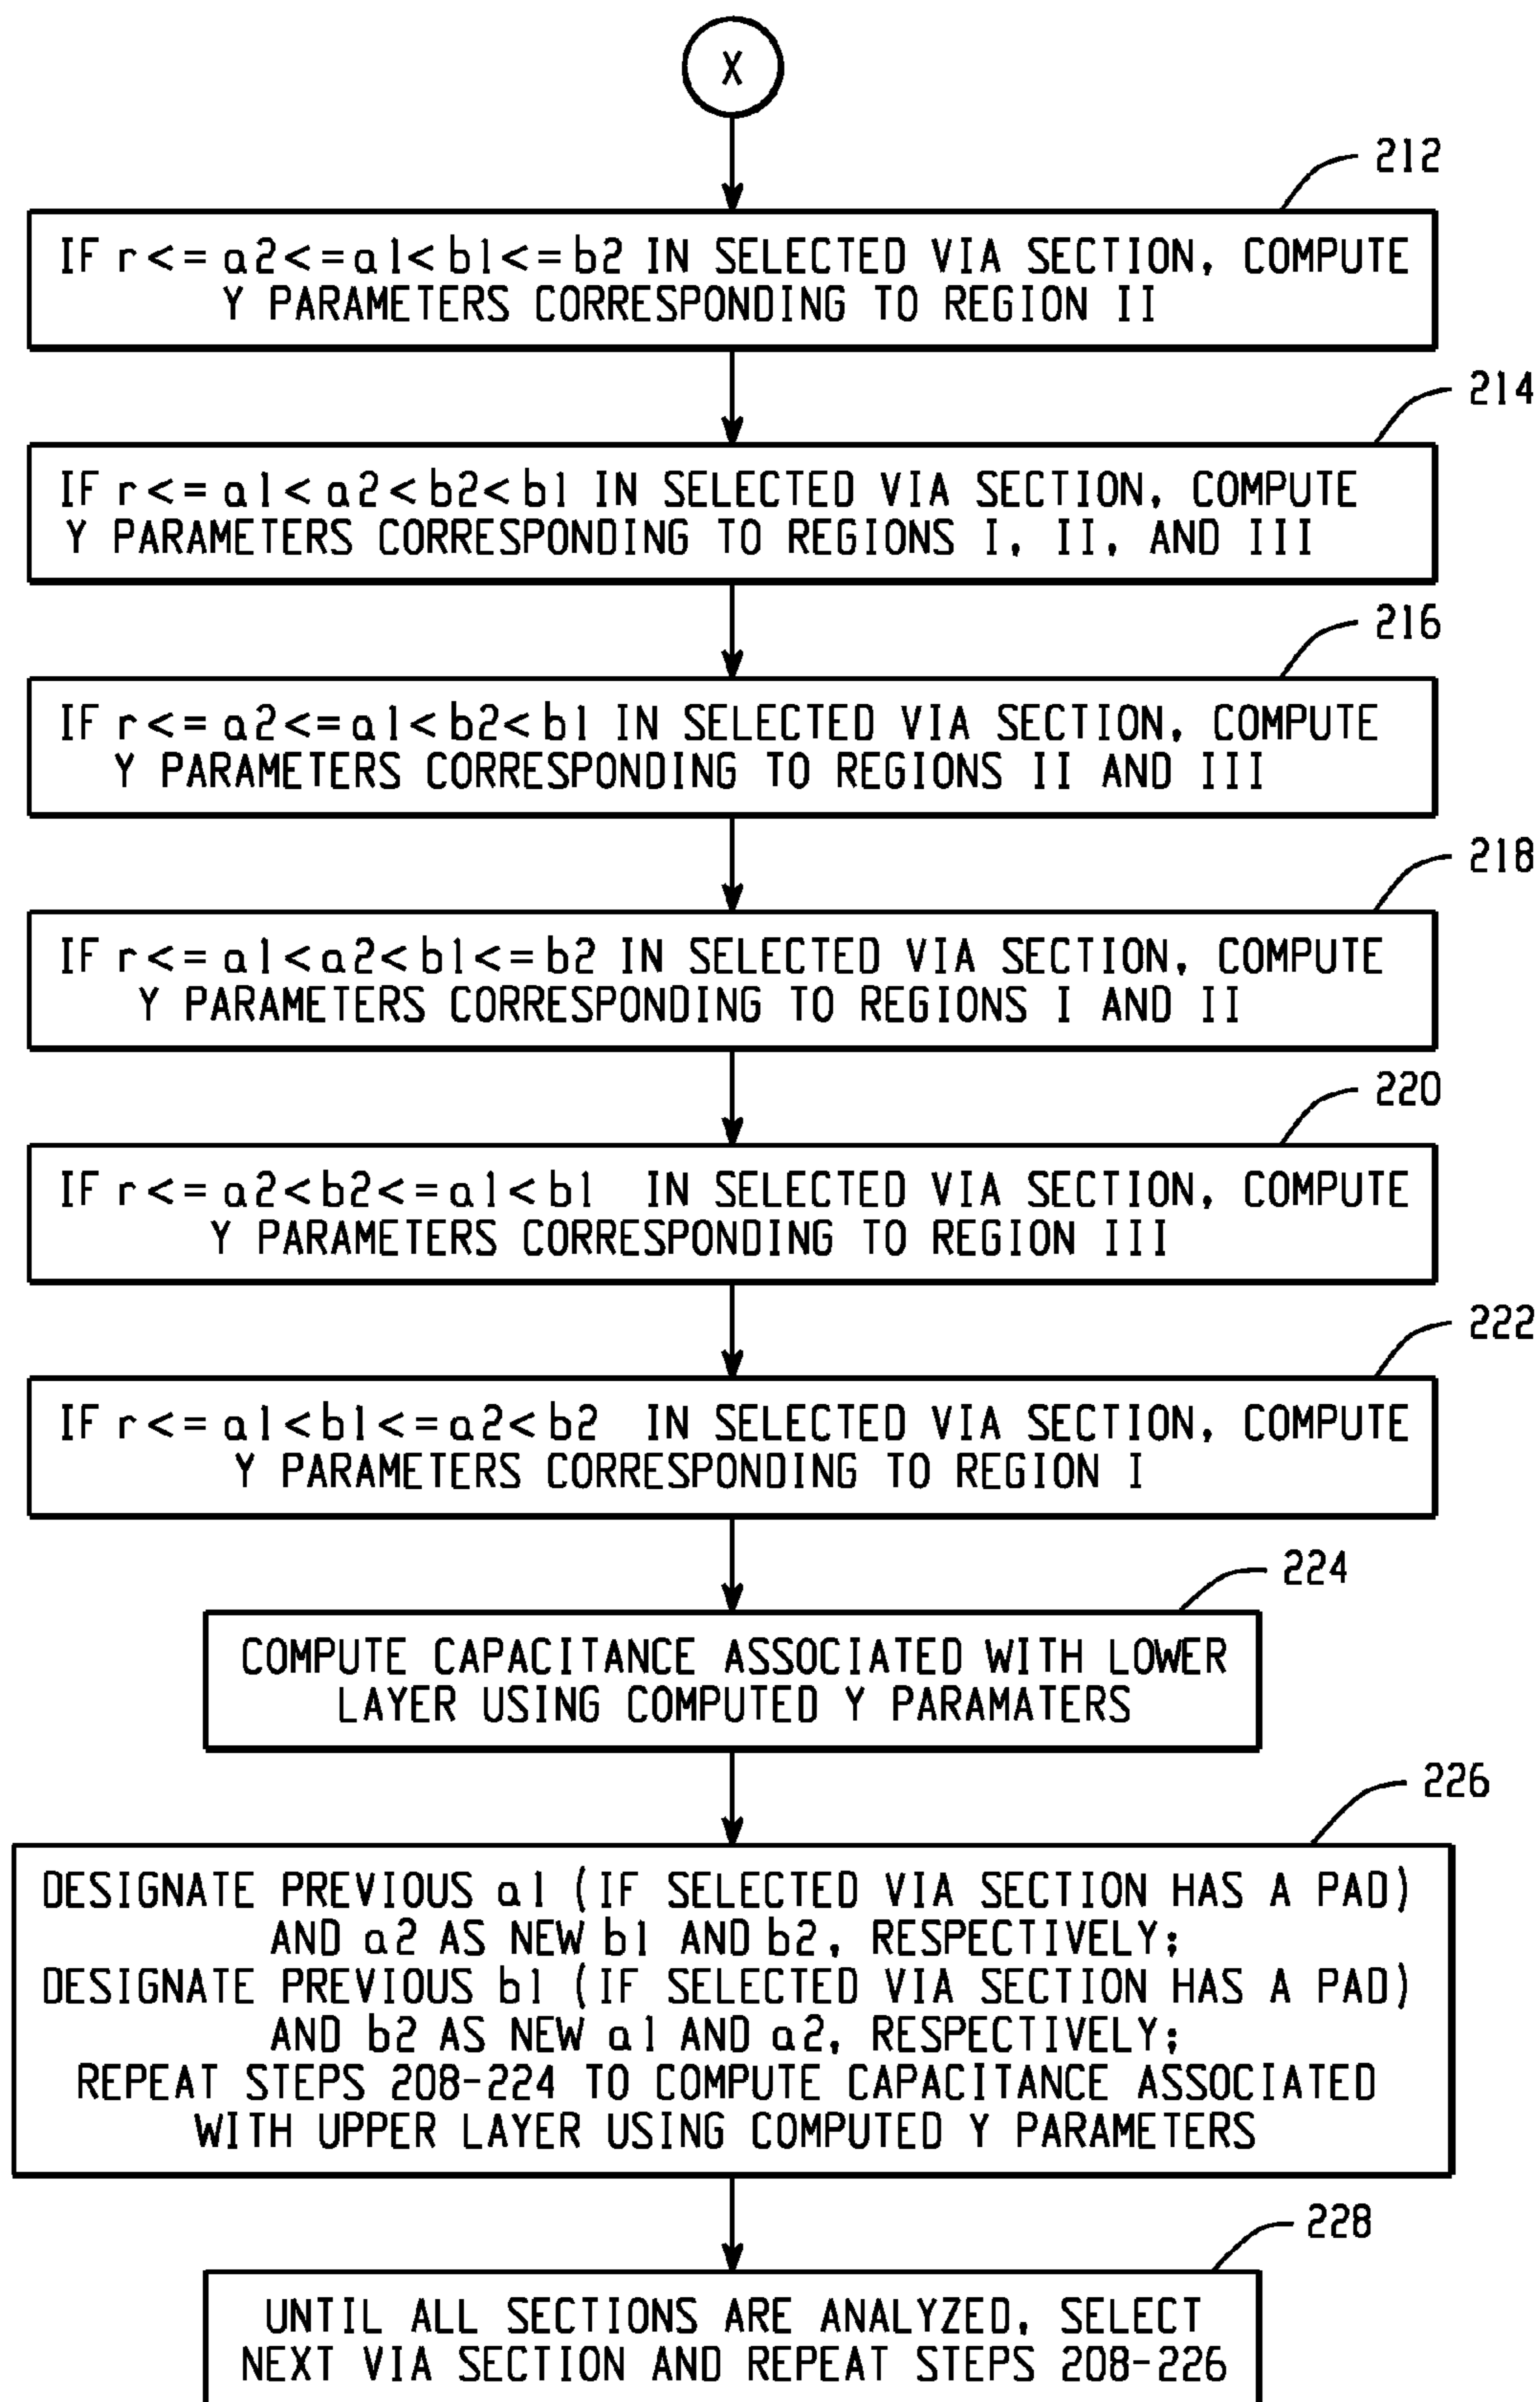 X
212
IF r<=a2<=a1<b1<=b2 IN SELECTED VIA SECTION, COMPUTE
Y PARAMETERS CORRESPONDING TO REGION II
214
IF r<=a1<a2<b2<b1 IN SELECTED VIA SECTION, COMPUTE
Y PARAMETERS CORRESPONDING TO REGIONS I, II, AND III
216
IF r<=a2<=a1<b2<b1 IN SELECTED VIA SECTION, COMPUTE
Y PARAMETERS CORRESPONDING TO REGIONS II AND III
218
IF r<=a1<a2<b1<=b2 IN SELECTED VIA SECTION, COMPUTE
Y PARAMETERS CORRESPONDING TO REGIONS I AND II
220
IF r<=a2<b2<=a1<b1 IN SELECTED VIA SECTION, COMPUTE
Y PARAMETERS CORRESPONDING TO REGION III
222
IF r<=a1<b1<=a2<b2 IN SELECTED VIA SECTION, COMPUTE
Y PARAMETERS CORRESPONDING TO REGION I
224
COMPUTE CAPACITANCE ASSOCIATED WITH LOWER
LAYER USING COMPUTED Y PARAMATERS
226
DESIGNATE PREVIOUS a1 (IF SELECTED VIA SECTION HAS A PAD)
AND a2 AS NEW b1 AND b2, RESPECTIVELY;
DESIGNATE PREVIOUS b1 (IF SELECTED VIA SECTION HAS A PAD)
AND b2 AS NEW a1 AND a2, RESPECTIVELY;
REPEAT STEPS 208-224 TO COMPUTE CAPACITANCE ASSOCIATED
WITH UPPER LAYER USING COMPUTED Y PARAMETERS
228
UNTIL ALL SECTIONS ARE ANALYZED, SELECT
NEXT VIA SECTION AND REPEAT STEPS 208-226